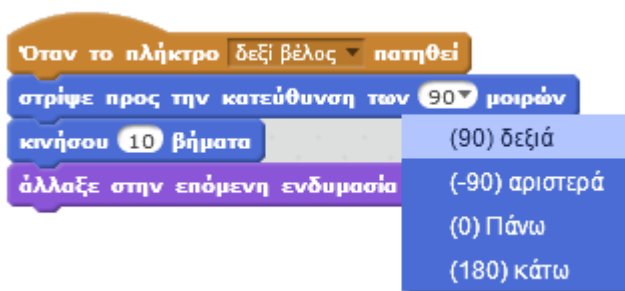 Όταν το πλήκτρο δεξί βέλος πατηθεί
στρίψε προς την κατεύθυνση των 90 μοιρών
κινήσου 10 βήματα
άλλαξε στην επόμενη ενδυμασία
(90) δεξιά
(-90) αριστερά
(0) Πάνω
(180) κάτω